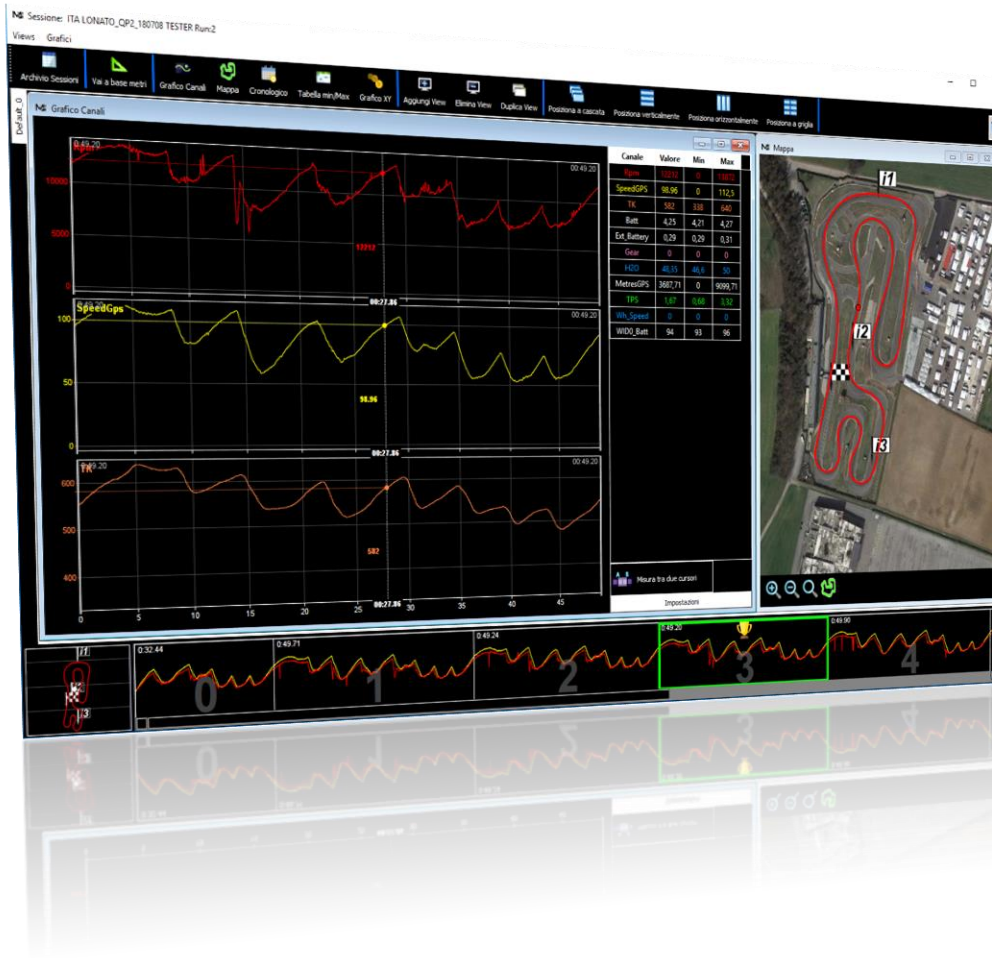 Sessione: ITA LONATO_QP2_180708 TESTER Run:2
Views Grafici
Archivio Sessioni Vai a base metri Grafico Canali Mappa Cronologico Tabella min/Max Grafico XY Aggiungi View Elimina View Duplica View Posiziona a cascata Posiziona verticalmente Posiziona orizzontalmente Posiziona a griglia
Default_0
Grafico Canali
Mappa
0:49.20 00:49.20
Rpm
10000
5000
0
12212
00:27.86
00:49.20
SpeedGps
100
50
0
98.96
00:27.86
00:49.20
TK
600
500
400
582
00:27.86
0 5 10 15 20 25 30 35 40 45
Canale Valore Min Max
Rpm 12212 0
SpeedGPS 98.96 0 112,5
TK 582 338 640
Batt 4,25 4,21 4,27
Ext_Battery 0,29 0,29 0,31
Gear 0 0 0
H2O 48,35 46,6 50
MetresGPS 3687,71 0 9099,71
TPS 1,67 0,68 3,32
Wh_Speed 0 0 0
WID0_Batt 94 93 96
A B
Misura tra due cursori
Impostazioni
i1
i2
i3
i1
i3
0:32.44 0:49.71 0:49.24 0:49.20 0:49.90
0 1 2 3 4